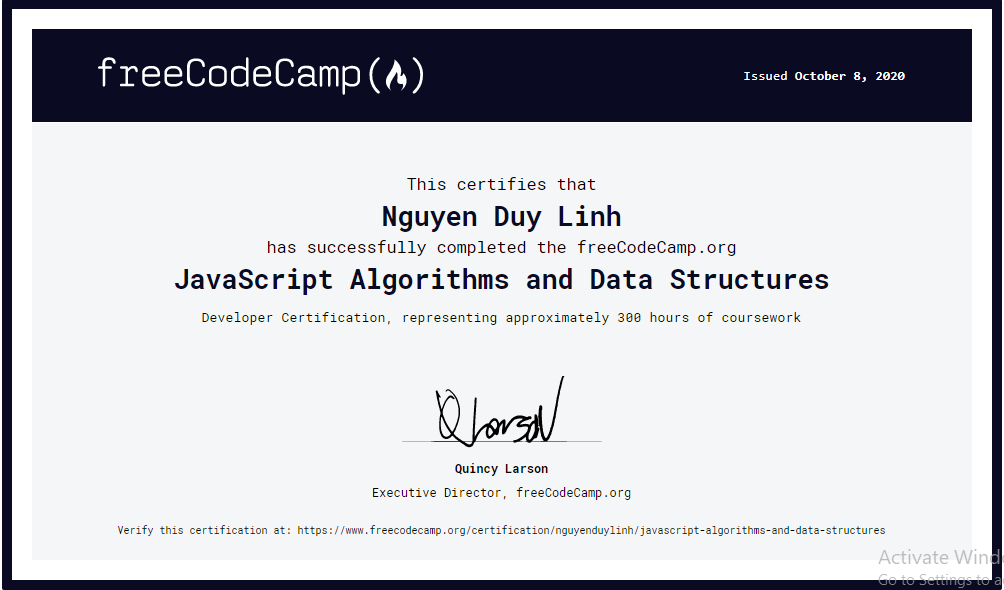 freeCodeCamp(🔥)
Issued October 8, 2020
This certifies that
Nguyen Duy Linh
has successfully completed the freeCodeCamp.org
JavaScript Algorithms and Data Structures
Developer Certification, representing approximately 300 hours of coursework
QLarson
Quincy Larson
Executive Director, freeCodeCamp.org
Verify this certification at: https://www.freecodecamp.org/certification/nguyenduylinh/javascript-algorithms-and-data-structures
Activate Wind
Go to Settings to a